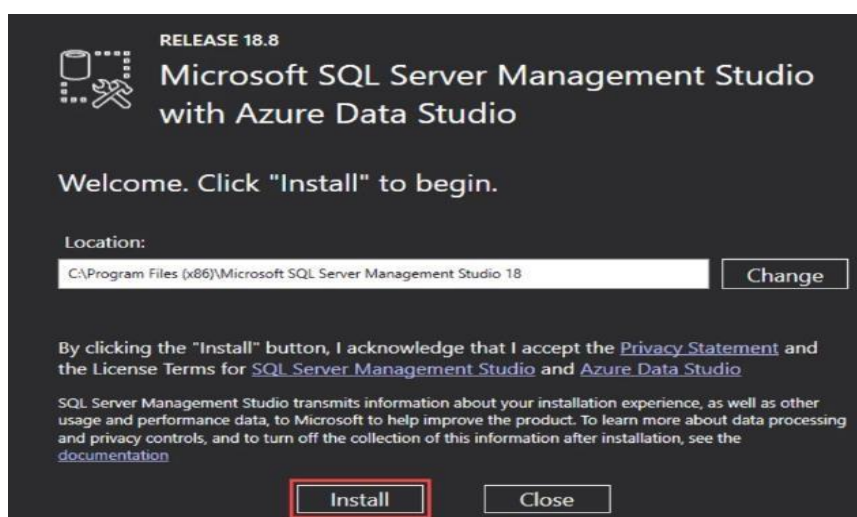 RELEASE 18.8
Microsoft SQL Server Management Studio
with Azure Data Studio
Welcome. Click "Install" to begin.
Location:
C:\Program Files (x86)\Microsoft SQL Server Management Studio 18
Change
By clicking the "Install" button, I acknowledge that I accept the Privacy Statement and
the License Terms for SQL Server Management Studio and Azure Data Studio
SQL Server Management Studio transmits information about your installation experience, as well as other
usage and performance data, to Microsoft to help improve the product. To learn more about data processing
and privacy controls, and to turn off the collection of this information after installation, see the
documentation
Install
Close